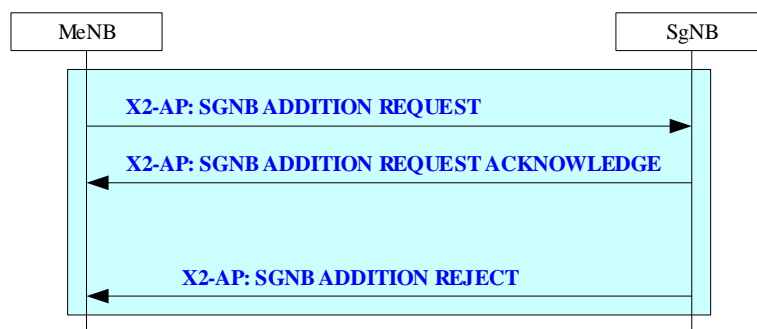 MeNB
SgNB
X2-AP: SGNB ADDITION REQUEST
X2-AP: SGNB ADDITION REQUEST ACKNOWLEDGE
X2-AP: SGNB ADDITION REJECT